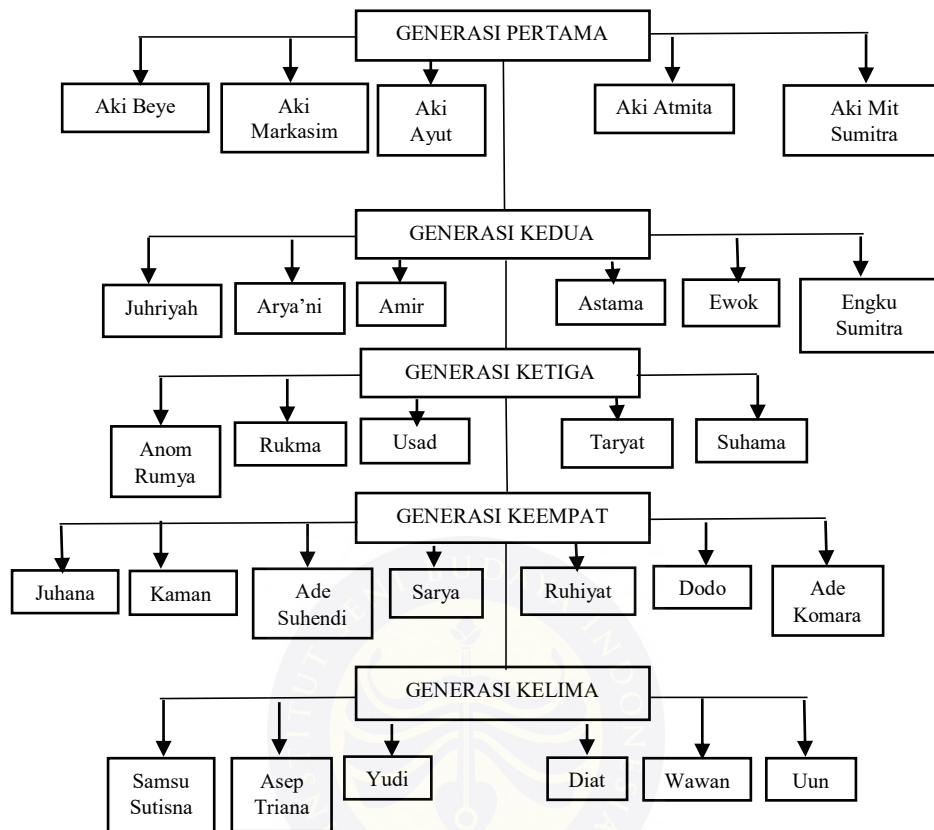 GENERASI PERTAMA
Aki Beye
Aki
Markasim
Aki
Ayut
Aki Atmita
Aki Mit
Sumitra
GENERASI KEDUA
Juhriyah
Arya’ni
Amir
Astama
Ewok
Engku
Sumitra
GENERASI KETIGA
Anom
Rumya
Rukma
Usad
Taryat
Suhama
GENERASI KEEMPAT
Juhana
Kaman
Ade
Suhendi
Sarya
Ruhiyat
Dodo
Ade
Komara
GENERASI KELIMA
Samsu
Sutisna
Asep
Triana
Yudi
Diat
Wawan
Uun